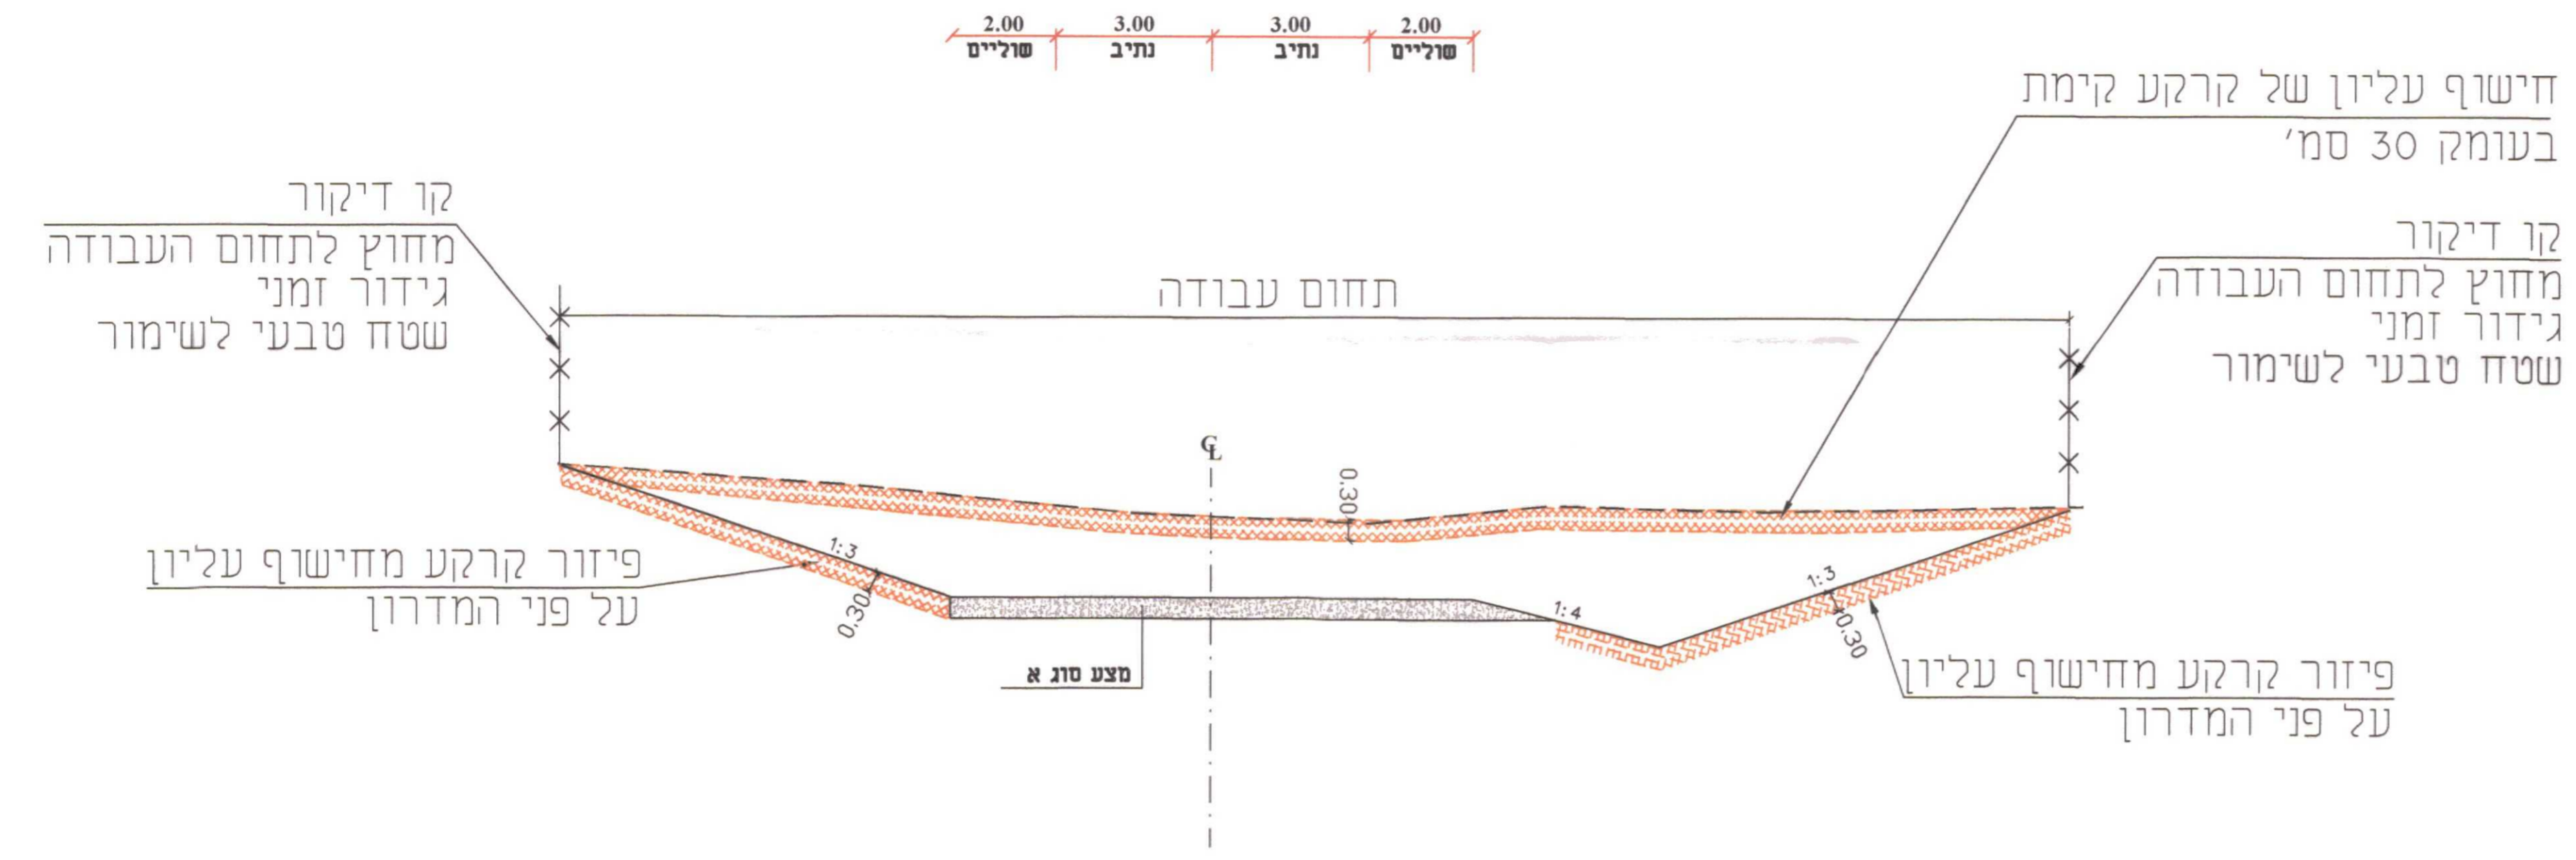 2.00 3.00 3.00 2.00
שוליים נתיב נתיב שוליים
חישוף עליון של קרקע קימת
בעומק 30 סמ'
קו דיקור
מחוץ לתחום העבודה
גידור זמני
שטח טבעי לשימור
קו דיקור
מחוץ לתחום העבודה
גידור זמני
שטח טבעי לשימור
תחום עבודה
℄
0.30
1:3
0.30
1:4
1:3
0.30
פיזור קרקע מחישוף עליון
על פני המדרון
פיזור קרקע מחישוף עליון
על פני המדרון
מצע סוג א